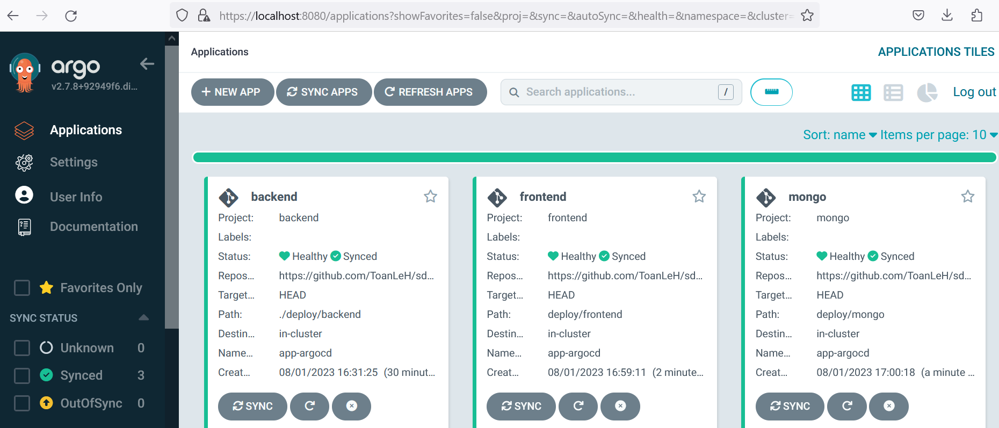 https://localhost:8080/applications?showFavorites=false&proj=&sync=&autoSync=&health=&namespace=&cluster=
argo
v2.7.8+92949f6.di...
Applications
Settings
User Info
Documentation
Favorites Only
SYNC STATUS
Unknown 0
Synced 3
OutOfSync 0
Applications
APPLICATIONS TILES
NEW APP
SYNC APPS
REFRESH APPS
Search applications...
/
Log out
Sort: name
Items per page: 10
backend
Project: backend
Labels:
Status: Healthy Synced
Repos... https://github.com/ToanLeH/sd...
Target... HEAD
Path: ./deploy/backend
Destin... in-cluster
Name... app-argocd
Creat... 08/01/2023 16:31:25 (30 minut...
SYNC
frontend
Project: frontend
Labels:
Status: Healthy Synced
Repos... https://github.com/ToanLeH/sd...
Target... HEAD
Path: deploy/frontend
Destin... in-cluster
Name... app-argocd
Creat... 08/01/2023 16:59:11 (2 minute...
SYNC
mongo
Project: mongo
Labels:
Status: Healthy Synced
Repos... https://github.com/ToanLeH/sd...
Target... HEAD
Path: deploy/mongo
Destin... in-cluster
Name... app-argocd
Creat... 08/01/2023 17:00:18 (a minute ...
SYNC